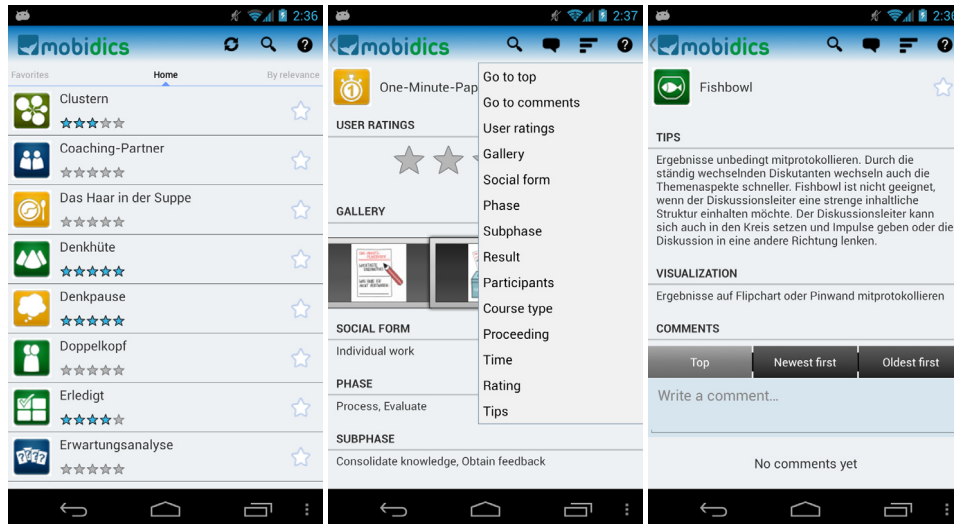 2:36
mobidics
Favorites Home By relevance
Clustern
Coaching-Partner
Das Haar in der Suppe
Denkhüte
Denkpause
Doppelkopf
Erledigt
Erwartungsanalyse
2:37
mobidics
One-Minute-Pap
USER RATINGS
GALLERY
SOCIAL FORM
Individual work
PHASE
Process, Evaluate
SUBPHASE
Consolidate knowledge, Obtain feedback
Go to top
Go to comments
User ratings
Gallery
Social form
Phase
Subphase
Result
Participants
Course type
Proceeding
Time
Rating
Tips
2:36
mobidics
Fishbowl
TIPS
Ergebnisse unbedingt mitprotokollieren. Durch die
ständig wechselnden Diskutanten wechseln auch die
Themenaspekte schneller. Fishbowl ist nicht geeignet,
wenn der Diskussionsleiter eine strenge inhaltliche
Struktur einhalten möchte. Der Diskussionsleiter kann
sich auch in den Kreis setzen und Impulse geben oder die
Diskussion in eine andere Richtung lenken.
VISUALIZATION
Ergebnisse auf Flipchart oder Pinwand mitprotokollieren
COMMENTS
Top Newest first Oldest first
Write a comment...
No comments yet